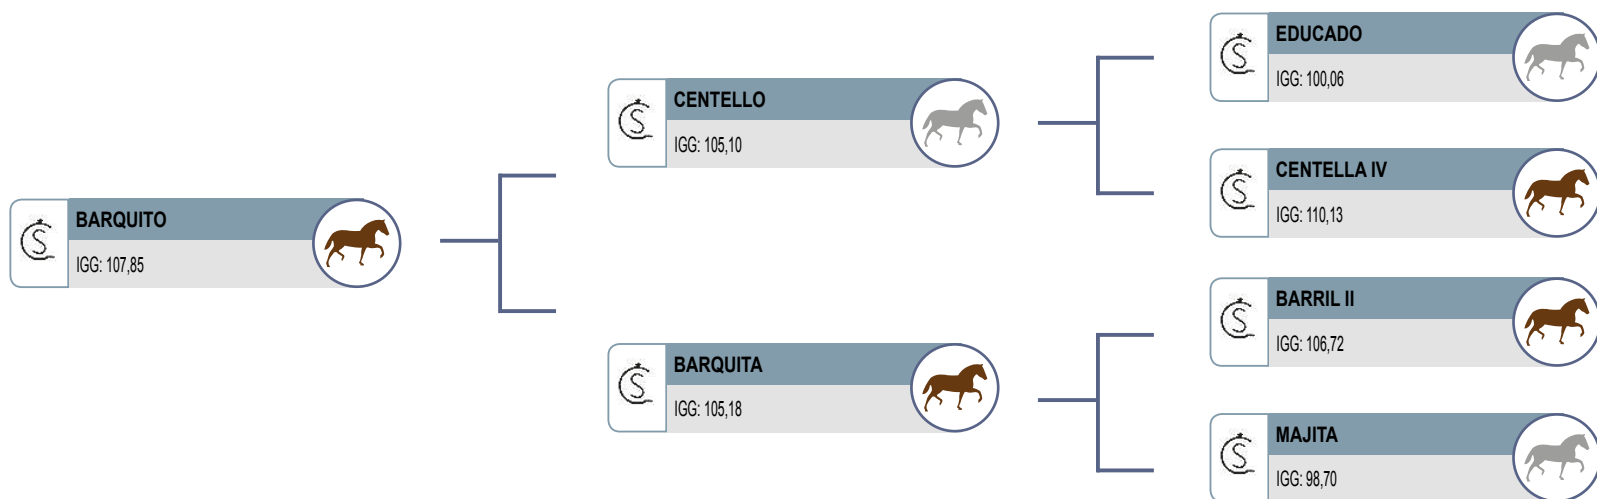 BARQUITO
IGG: 107,85
CENTELLO
IGG: 105,10
BARQUITA
IGG: 105,18
EDUCADO
IGG: 100,06
CENTELLA IV
IGG: 110,13
BARRIL II
IGG: 106,72
MAJITA
IGG: 98,70